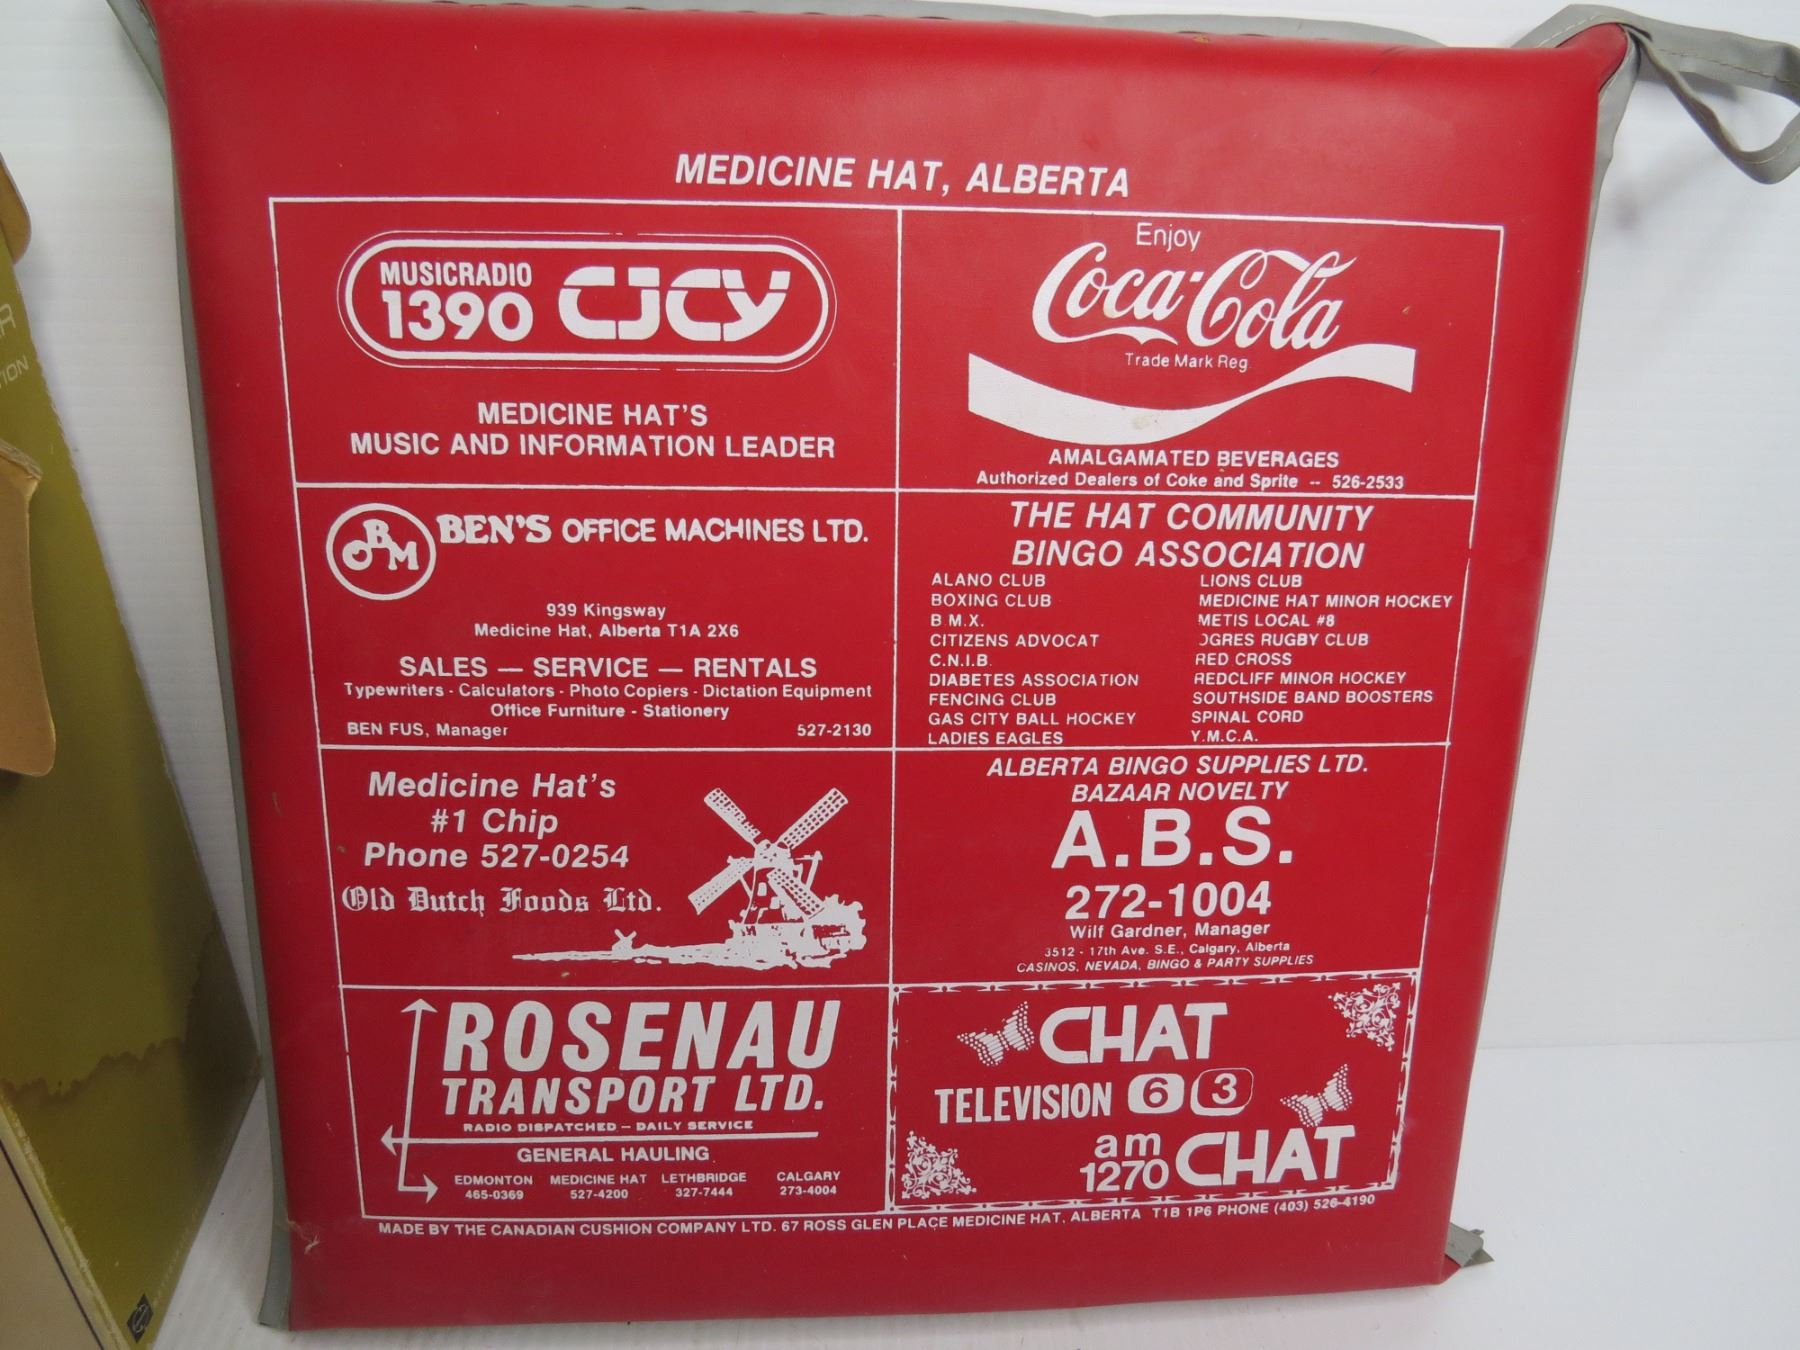 MEDICINE HAT, ALBERTA
MUSICRADIO
1390 CJCY
MEDICINE HAT'S
MUSIC AND INFORMATION LEADER
Enjoy
Coca-Cola
Trade Mark Reg.
AMALGAMATED BEVERAGES
Authorized Dealers of Coke and Sprite -- 526-2533
OBM
BEN'S OFFICE MACHINES LTD.
939 Kingsway
Medicine Hat, Alberta T1A 2X6
SALES — SERVICE — RENTALS
Typewriters - Calculators - Photo Copiers - Dictation Equipment
Office Furniture - Stationery
BEN FUS, Manager 527-2130
THE HAT COMMUNITY
BINGO ASSOCIATION
ALANO CLUB
BOXING CLUB
B.M.X.
CITIZENS ADVOCAT
C.N.I.B.
DIABETES ASSOCIATION
FENCING CLUB
GAS CITY BALL HOCKEY
LADIES EAGLES
LIONS CLUB
MEDICINE HAT MINOR HOCKEY
METIS LOCAL #8
OGRES RUGBY CLUB
RED CROSS
REDCLIFF MINOR HOCKEY
SOUTHSIDE BAND BOOSTERS
SPINAL CORD
Y.M.C.A.
Medicine Hat's
#1 Chip
Phone 527-0254
Old Dutch Foods Ltd.
ALBERTA BINGO SUPPLIES LTD.
BAZAAR NOVELTY
A.B.S.
272-1004
Wilf Gardner, Manager
3512 - 17th Ave. S.E., Calgary, Alberta
CASINOS, NEVADA, BINGO & PARTY SUPPLIES
ROSENAU
TRANSPORT LTD.
RADIO DISPATCHED — DAILY SERVICE
GENERAL HAULING
EDMONTON MEDICINE HAT LETHBRIDGE CALGARY
465-0369 527-4200 327-7444 273-4004
CHAT
TELEVISION 6 3
am
1270 CHAT
MADE BY THE CANADIAN CUSHION COMPANY LTD. 67 ROSS GLEN PLACE MEDICINE HAT, ALBERTA T1B 1P6 PHONE (403) 526-4190